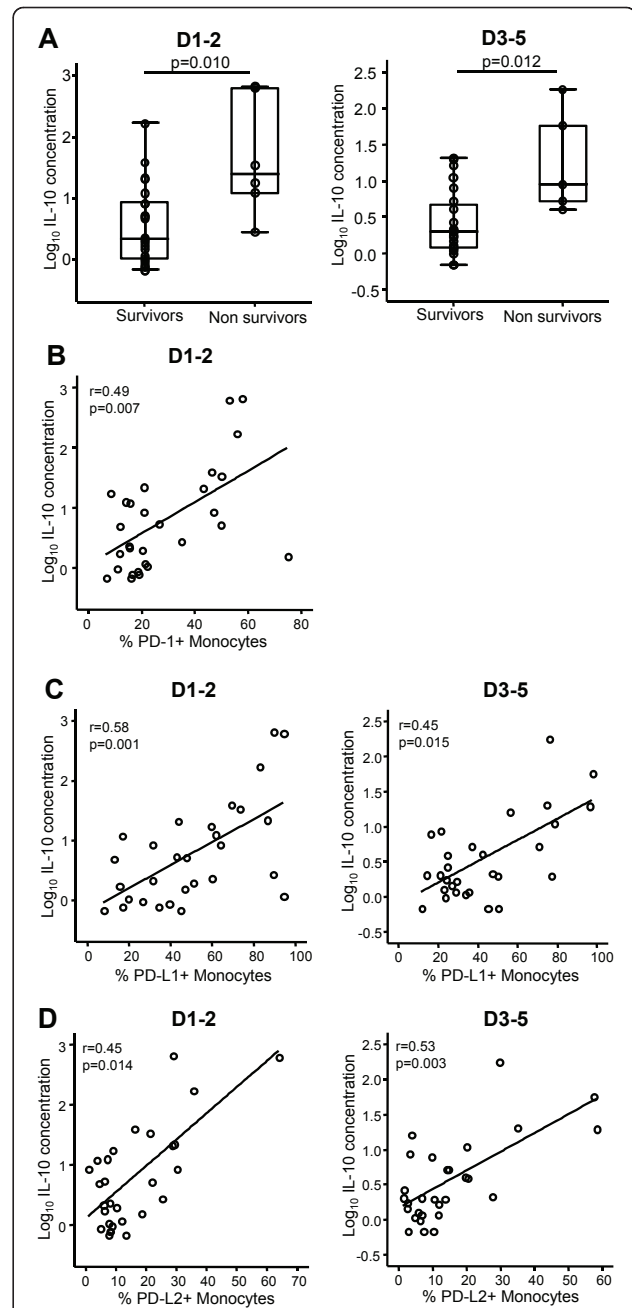 A
D1-2
D3-5
p=0.010
p=0.012
Log10 IL-10 concentration
3
2
1
0
Survivors
Non survivors
Log10 IL-10 concentration
2.5
2.0
1.5
1.0
0.5
0.0
-0.5
Survivors
Non survivors
B
D1-2
r=0.49
p=0.007
Log10 IL-10 concentration
3
2
1
0
0 20 40 60 80
% PD-1+ Monocytes
C
D1-2
r=0.58
p=0.001
Log10 IL-10 concentration
3
2
1
0
0 20 40 60 80 100
% PD-L1+ Monocytes
D3-5
r=0.45
p=0.015
Log10 IL-10 concentration
2.5
2.0
1.5
1.0
0.5
0.0
-0.5
0 20 40 60 80 100
% PD-L1+ Monocytes
D
D1-2
r=0.45
p=0.014
Log10 IL-10 concentration
3
2
1
0
0 10 20 30 40 50 60 70
% PD-L2+ Monocytes
D3-5
r=0.53
p=0.003
Log10 IL-10 concentration
2.5
2.0
1.5
1.0
0.5
0.0
-0.5
0 10 20 30 40 50 60
% PD-L2+ Monocytes